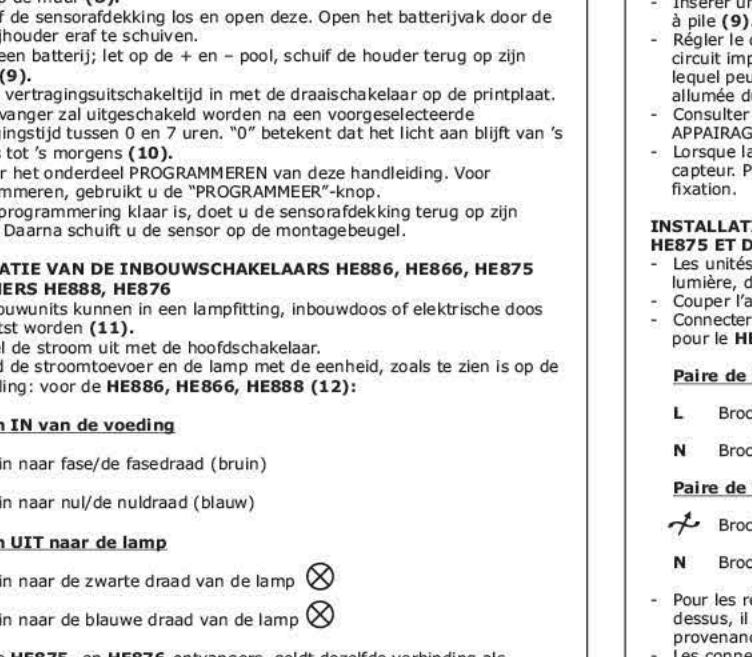 de muur (8).
f de sensorafdekking los en open deze. Open het batterijvak door de
jhouder eraf te schuiven.
een batterij; let op de + en – pool, schuif de houder terug op zijn
(9).
vertragingsuitschakeltijd in met de draaischakelaar op de printplaat.
vanger zal uitgeschakeld worden na een voorgeselecteerde
ingstijd tussen 0 en 7 uren. “0” betekent dat het licht aan blijft van ’s
tot ’s morgens (10).
r het onderdeel PROGRAMMEREN van deze handleiding. Voor
mmeren, gebruikt u de “PROGRAMMEER”-knop.
programmering klaar is, doet u de sensorafdekking terug op zijn
Daarna schuift u de sensor op de montagebeugel.
ATIE VAN DE INBOUWSCHAKELAARS HE886, HE866, HE875
ERS HE888, HE876
ouwunits kunnen in een lampfitting, inbouwdoos of elektrische doos
tst worden (11).
el de stroom uit met de hoofdschakelaar.
d de stroomtoevoer en de lamp met de eenheid, zoals te zien is op de
ding: voor de HE886, HE866, HE888 (12):
n IN van de voeding
in naar fase/de fasedraad (bruin)
in naar nul/de nuldraad (blauw)
n UIT naar de lamp
in naar de zwarte draad van de lamp
in naar de blauwe draad van de lamp
HE875- en HE876-ontvangers, geldt dezelfde verbinding als
- Insérer un
à pile (9)
- Régler le
circuit imp
lequel peu
allumée d
- Consulter
APPAIRAG
- Lorsque la
capteur. P
fixation.
INSTALLAT
HE875 ET D
- Les unités
lumière, d
- Couper l’a
- Connecter
pour le HE
Paire de
L Broc
N Broc
Paire de
Broc
N Broc
- Pour les r
dessus, il
provenanc
- Les conne